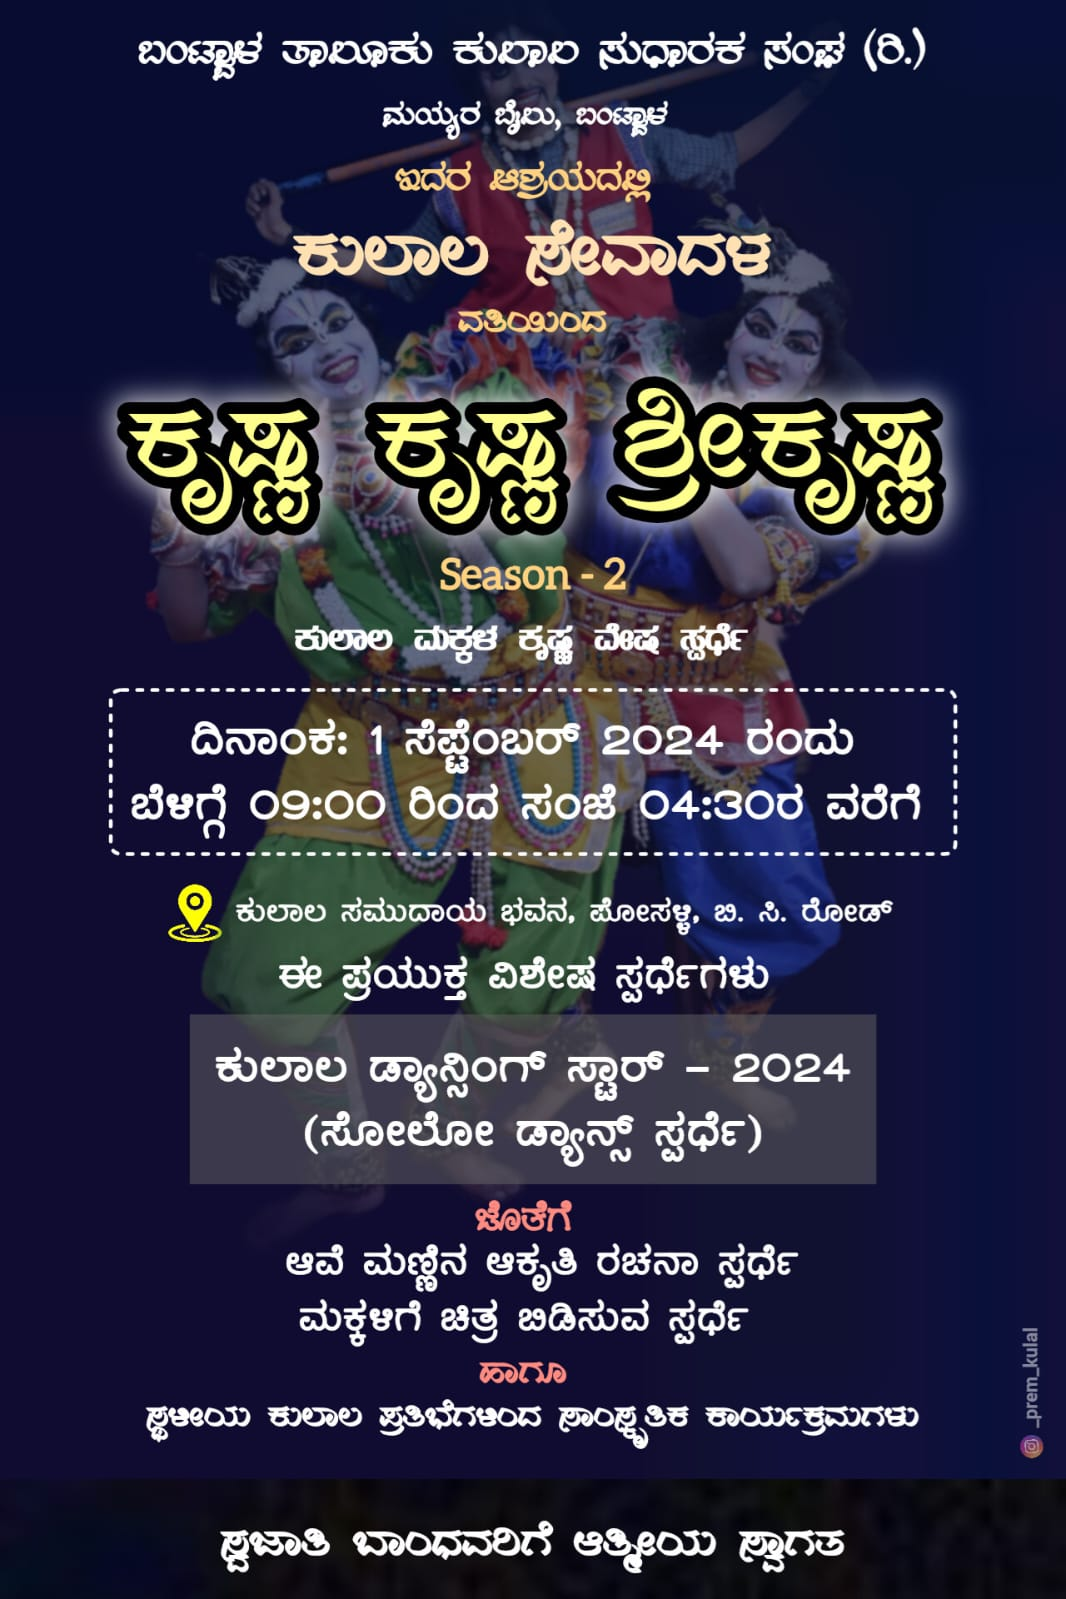 ಬಂಟ್ವಾಳ ತಾಲೂಕು ಕುಲಾಲ ಸುಧಾರಕ ಸಂಘ (ರಿ.)
ಮಯ್ಯರ ಬೈಲು, ಬಂಟ್ವಾಳ
ಇದರ ಆಶ್ರಯದಲ್ಲಿ
ಕುಲಾಲ ಸೇವಾದಳ
ವತಿಯಿಂದ
ಕೃಷ್ಣ ಕೃಷ್ಣ ಶ್ರೀಕೃಷ್ಣ
Season - 2
ಕುಲಾಲ ಮಕ್ಕಳ ಕೃಷ್ಣ ವೇಷ ಸ್ಪರ್ಧೆ
ದಿನಾಂಕ: 1 ಸೆಪ್ಟೆಂಬರ್ 2024 ರಂದು
ಬೆಳಿಗ್ಗೆ 09:00 ರಿಂದ ಸಂಜೆ 04:30ರ ವರೆಗೆ
ಕುಲಾಲ ಸಮುದಾಯ ಭವನ, ಪೋಸಳ್ಳಿ, ಬಿ. ಸಿ. ರೋಡ್
ಈ ಪ್ರಯುಕ್ತ ವಿಶೇಷ ಸ್ಪರ್ಧೆಗಳು
ಕುಲಾಲ ಡ್ಯಾನ್ಸಿಂಗ್ ಸ್ಟಾರ್ – 2024
(ಸೋಲೋ ಡ್ಯಾನ್ಸ್ ಸ್ಪರ್ಧೆ)
ಜೊತೆಗೆ
ಆವೆ ಮಣ್ಣಿನ ಆಕೃತಿ ರಚನಾ ಸ್ಪರ್ಧೆ
ಮಕ್ಕಳಿಗೆ ಚಿತ್ರ ಬಿಡಿಸುವ ಸ್ಪರ್ಧೆ
ಹಾಗೂ
ಸ್ಥಳೀಯ ಕುಲಾಲ ಪ್ರತಿಭೆಗಳಿಂದ ಸಾಂಸ್ಕೃತಿಕ ಕಾರ್ಯಕ್ರಮಗಳು
_prem_kulal
ಸ್ವಜಾತಿ ಬಾಂಧವರಿಗೆ ಆತ್ಮೀಯ ಸ್ವಾಗತ